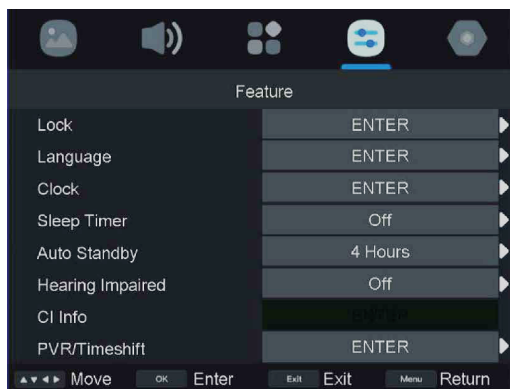 Feature
Lock ENTER
Language ENTER
Clock ENTER
Sleep Timer Off
Auto Standby 4 Hours
Hearing Impaired Off
CI Info
PVR/Timeshift ENTER
▲▼◀▶ Move OK Enter Exit Exit Menu Return